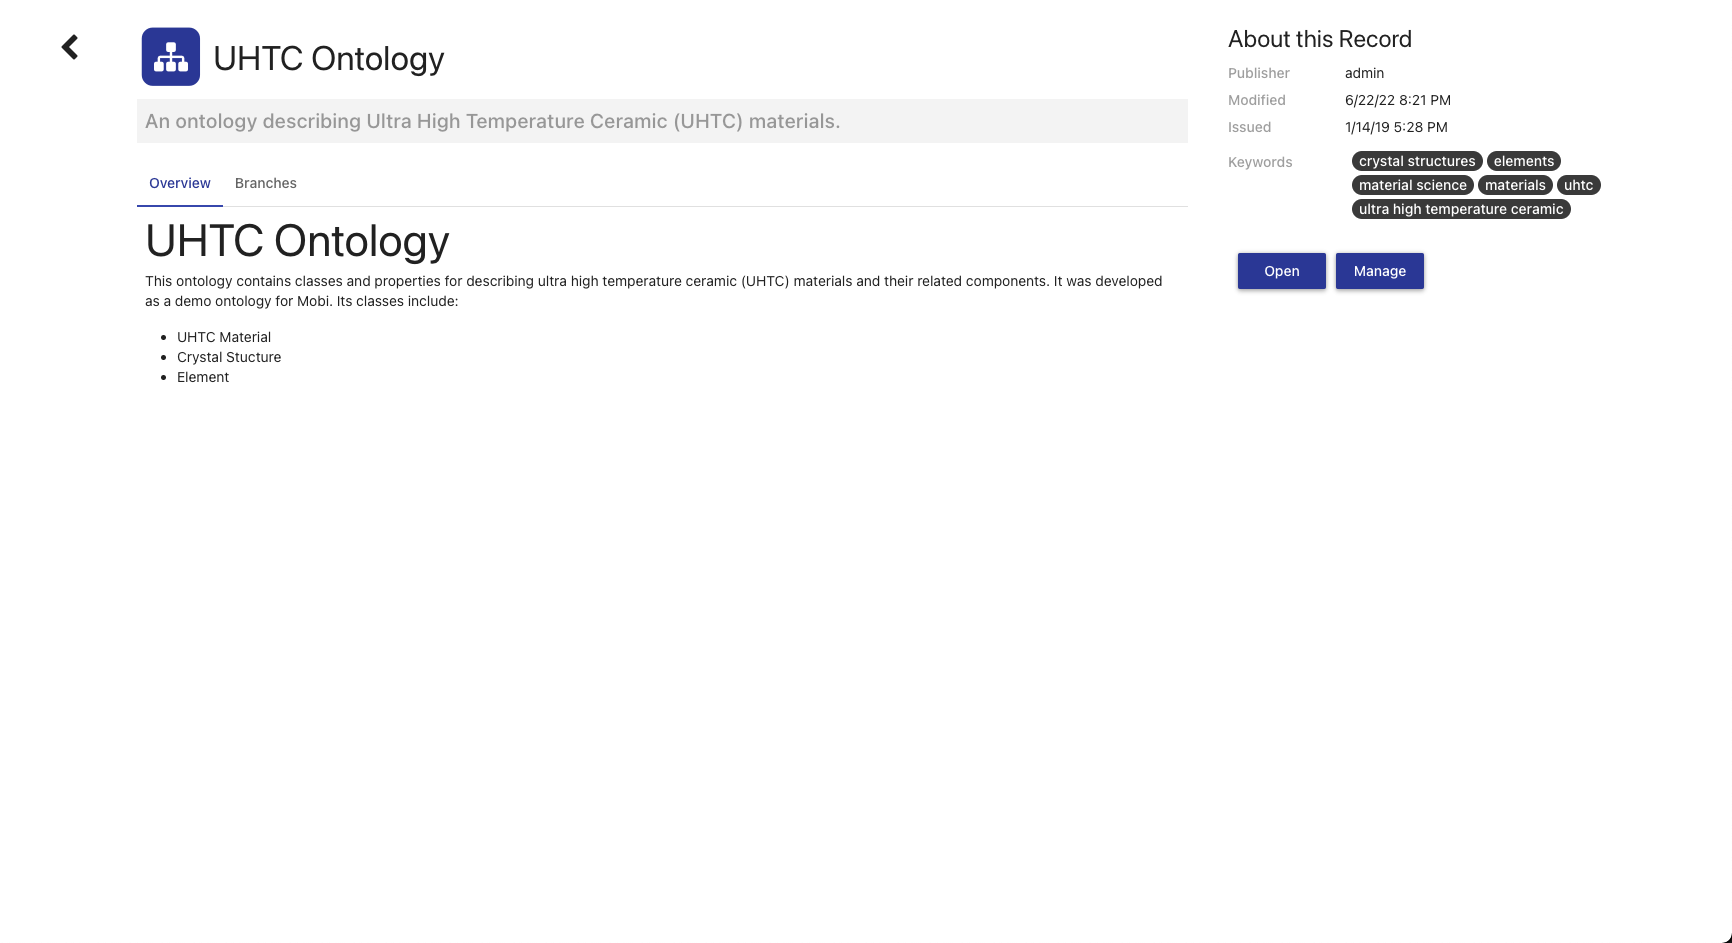 UHTC Ontology
An ontology describing Ultra High Temperature Ceramic (UHTC) materials.
Overview Branches
UHTC Ontology
This ontology contains classes and properties for describing ultra high temperature ceramic (UHTC) materials and their related components. It was developed
as a demo ontology for Mobi. Its classes include:
• UHTC Material
• Crystal Stucture
• Element
About this Record
Publisher admin
Modified 6/22/22 8:21 PM
Issued 1/14/19 5:28 PM
Keywords crystal structures elements
material science materials uhtc
ultra high temperature ceramic
Open Manage